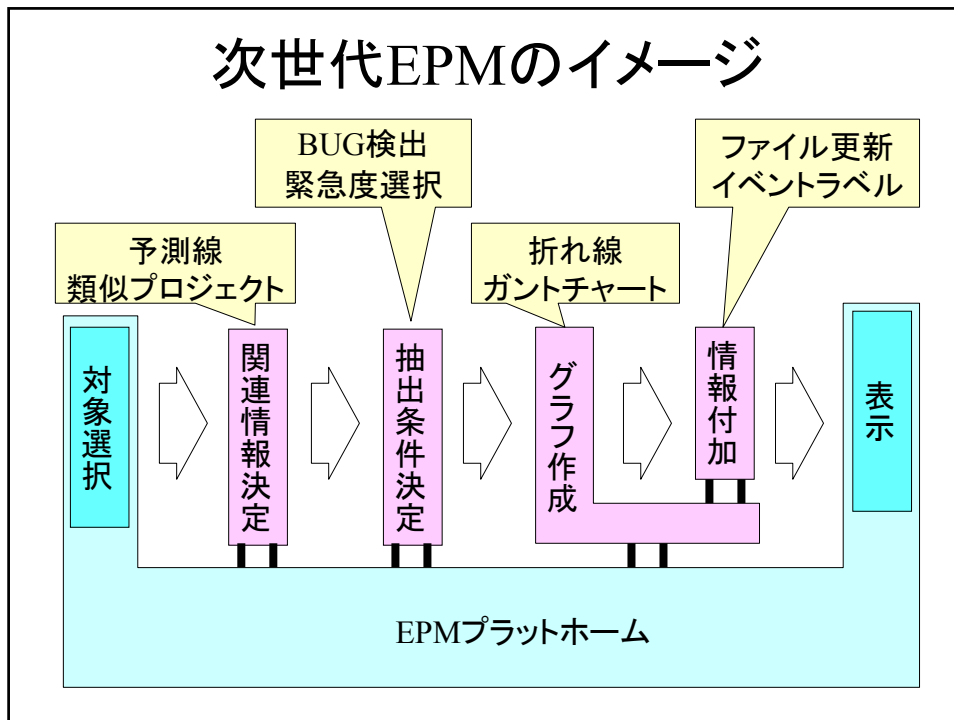 次世代EPMのイメージ
BUG検出
緊急度選択
ファイル更新
イベントラベル
予測線
類似プロジェクト
折れ線
ガントチャート
対象選択
関連情報決定
抽出条件決定
グラフ作成
情報付加
表示
EPMプラットホーム